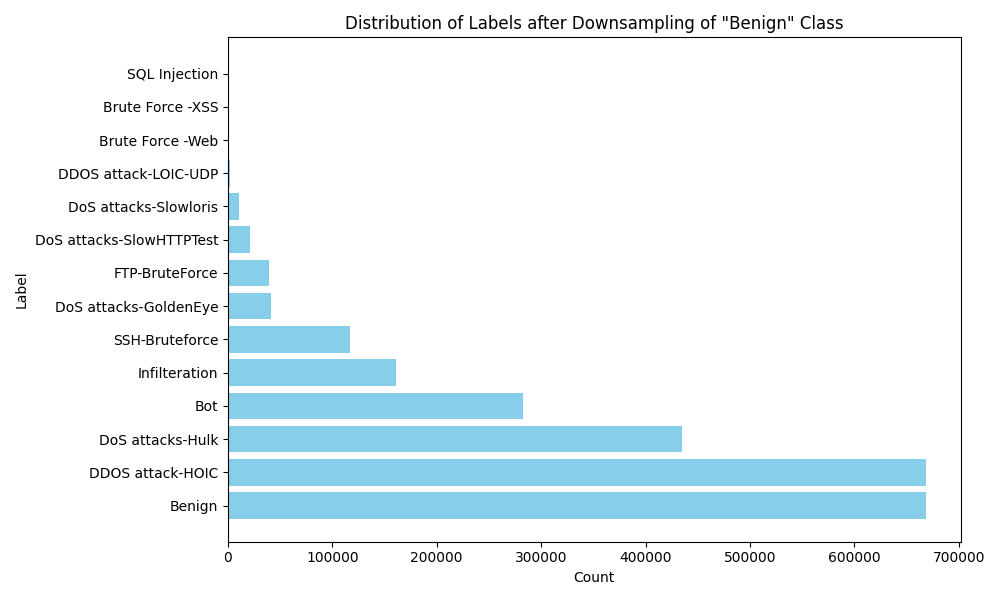 Distribution of Labels after Downsampling of "Benign" Class
Label
SQL Injection
Brute Force -XSS
Brute Force -Web
DDOS attack-LOIC-UDP
DoS attacks-Slowloris
DoS attacks-SlowHTTPTest
FTP-BruteForce
DoS attacks-GoldenEye
SSH-Bruteforce
Infilteration
Bot
DoS attacks-Hulk
DDOS attack-HOIC
Benign
0 100000 200000 300000 400000 500000 600000 700000
Count